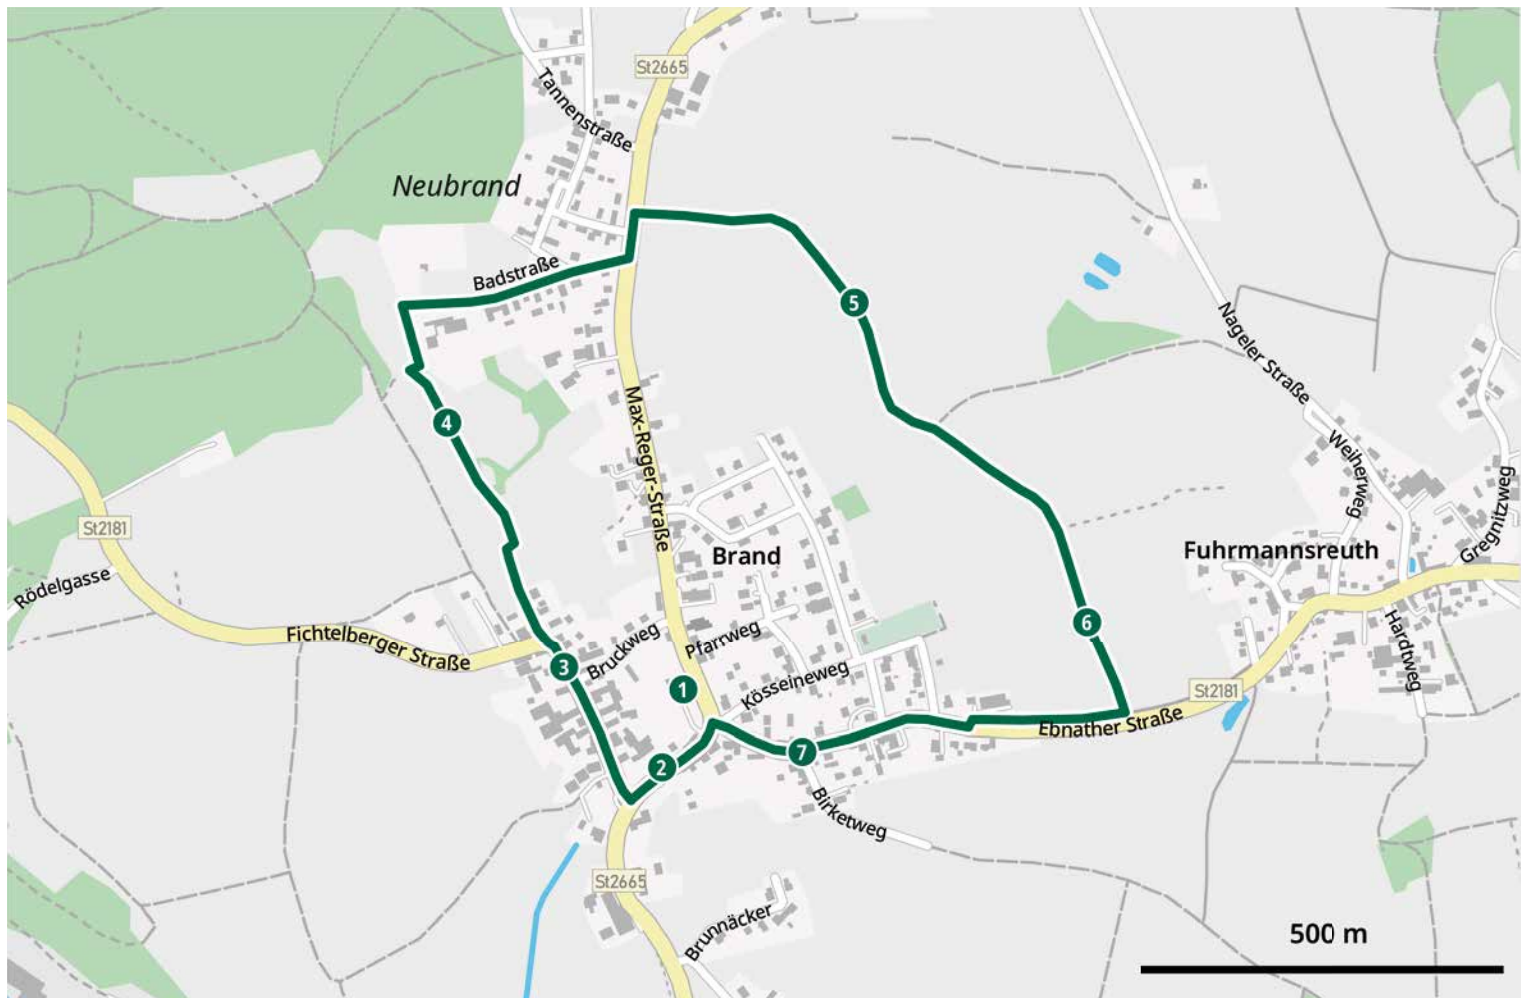 St2665
Tannenstraße
Neubrand
Badstraße
5
Nageler Straße
4
Max-Reger-Straße
Weiherweg
Gregnitzweg
St2181
Brand
Fuhrmannsreuth
Rödelgasse
Fichtelberger Straße
Bruckweg
Pfarrweg
6
Hardtweg
3
1
Kösseineweg
St2181
Ebnather Straße
2
7
Birketweg
St2665
Brunnäcker
500 m